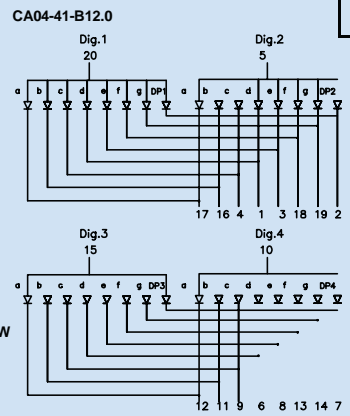 CA04-41-B12.0
Dig.1 Dig.2
20 5
a b c d e f g DP1 a b c d e f g DP2
17 16 4 1 3 18 19 2
Dig.3 Dig.4
15 10
a b c d e f g DP3 a b c d e f g DP4
W
12 11 9 6 8 13 14 7